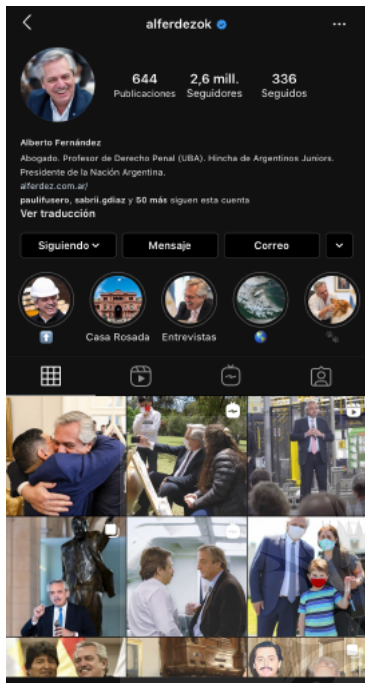 alferdezok
644 2,6 mill. 336
Publicaciones Seguidores Seguidos
Alberto Fernández
Abogado. Profesor de Derecho Penal (UBA). Hincha de Argentinos Juniors.
Presidente de la Nación Argentina.
alferdez.com.ar/
paulifusero, sabrii.gdiaz y 50 más siguen esta cuenta
Ver traducción
Siguiendo Mensaje Correo
Casa Rosada Entrevistas